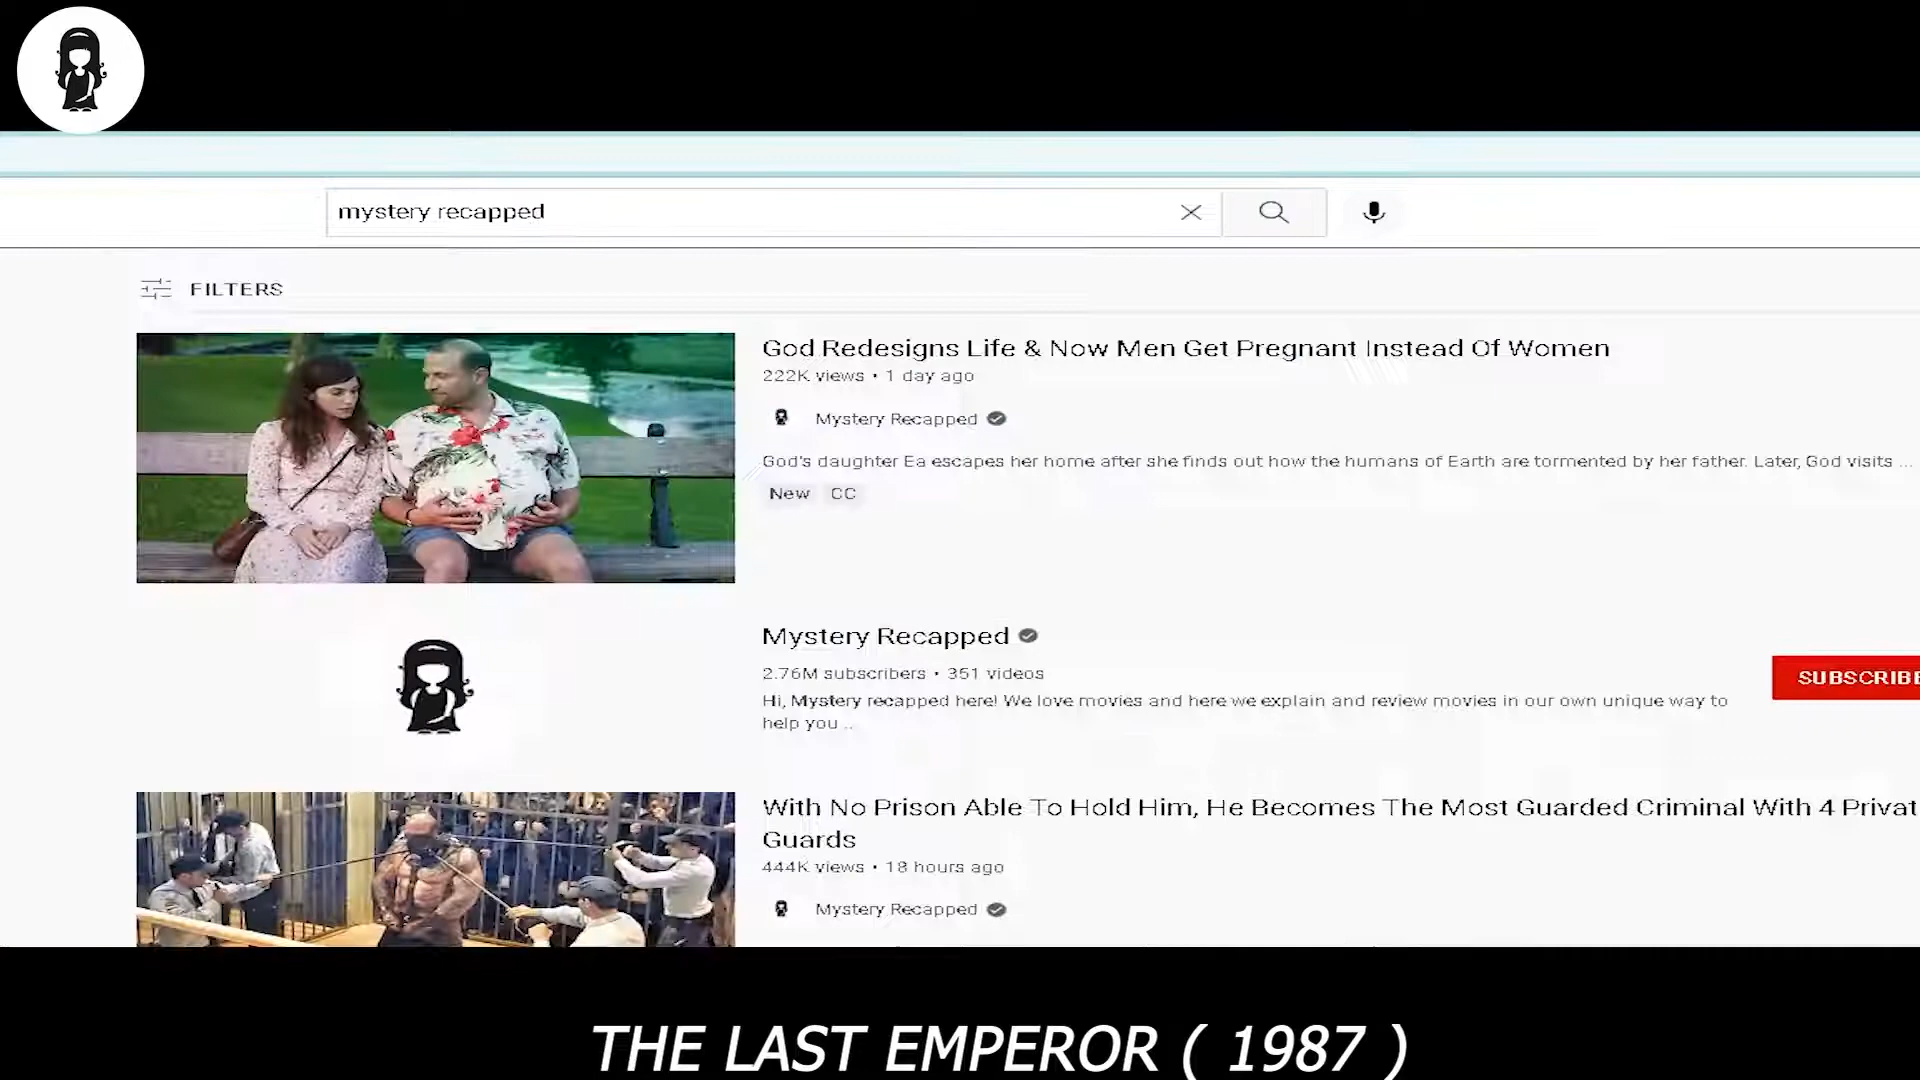 mystery recapped
FILTERS
God Redesigns Life & Now Men Get Pregnant Instead Of Women
222K views • 1 day ago
Mystery Recapped
God's daughter Ea escapes her home after she finds out how the humans of Earth are tormented by her father. Later, God visits ...
New CC
Mystery Recapped
2.76M subscribers • 351 videos
SUBSCRIBE
Hi, Mystery recapped here! We love movies and here we explain and review movies in our own unique way to
help you ..
With No Prison Able To Hold Him, He Becomes The Most Guarded Criminal With 4 Privat
Guards
444K views • 18 hours ago
Mystery Recapped
THE LAST EMPEROR ( 1987 )